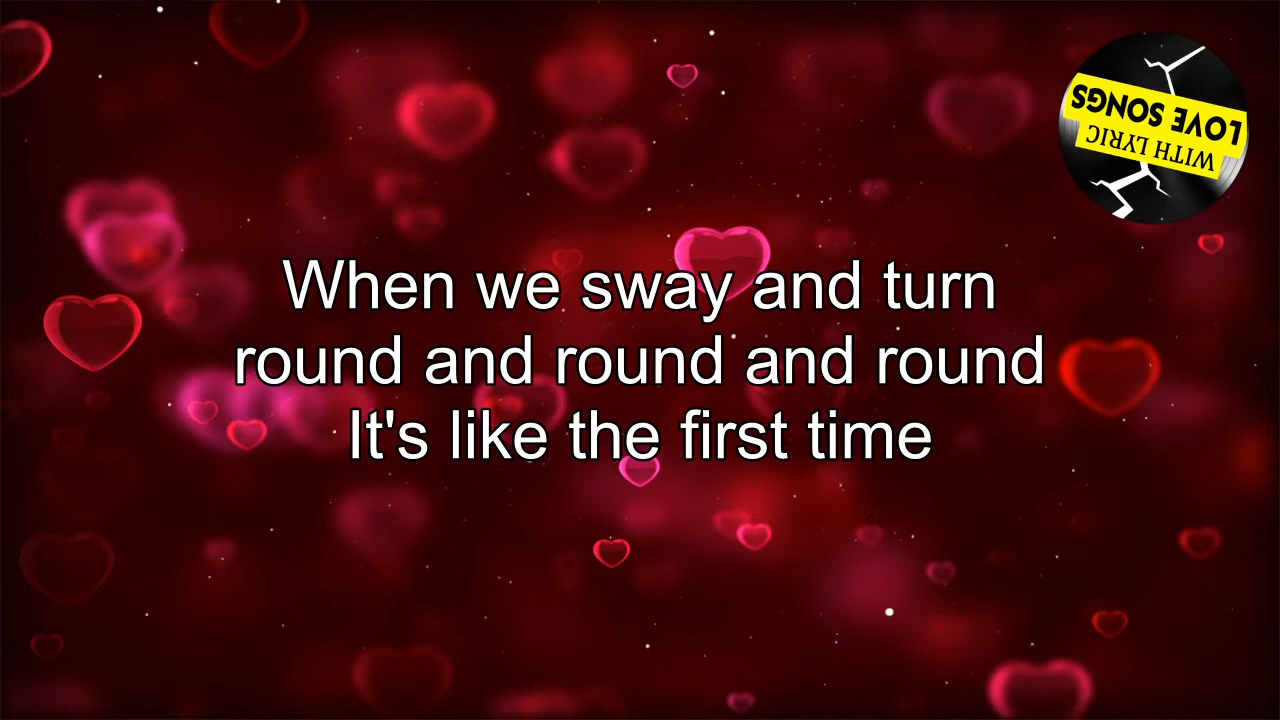 When we sway and turn
round and round and round
It's like the first time
LOVE SONGS
WITH LYRIC